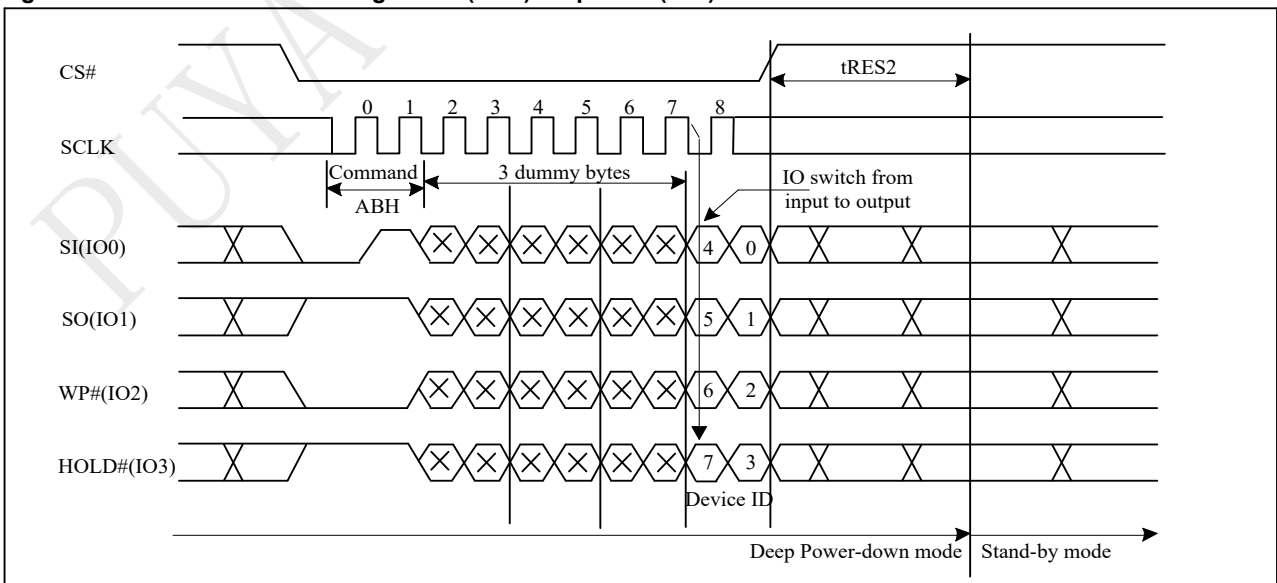 PUYA
CS#
tRES2
0 1 2 3 4 5 6 7 8
SCLK
Command
3 dummy bytes
ABH
IO switch from
input to output
SI(IO0)
4 0
SO(IO1)
5 1
WP#(IO2)
6 2
HOLD#(IO3)
7 3
Device ID
Deep Power-down mode
Stand-by mode